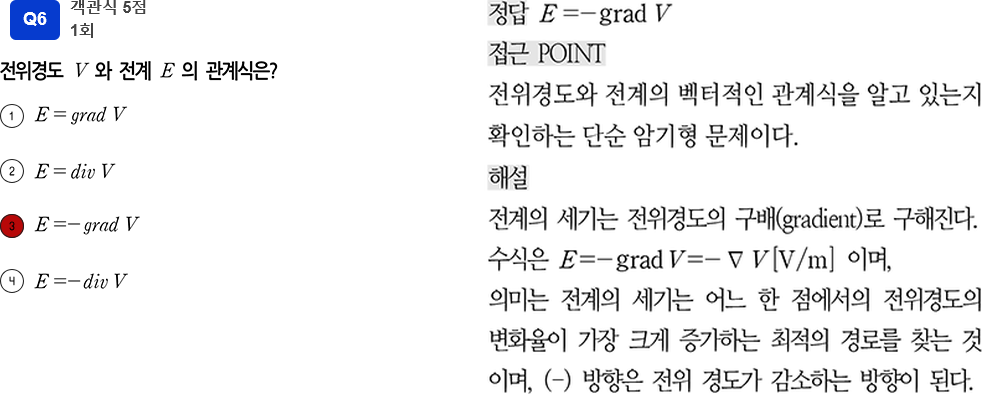 Q6
객관식 5점
1회
전위경도 V 와 전계 E 의 관계식은?
① E = grad V
② E = div V
③ E =− grad V
④ E =− div V
정답 E =−grad V
접근 POINT
전위경도와 전계의 벡터적인 관계식을 알고 있는지
확인하는 단순 암기형 문제이다.
해설
전계의 세기는 전위경도의 구배(gradient)로 구해진다.
수식은 E=−grad V=− ∇ V [V/m] 이며,
의미는 전계의 세기는 어느 한 점에서의 전위경도의
변화율이 가장 크게 증가하는 최적의 경로를 찾는 것
이며, (−) 방향은 전위 경도가 감소하는 방향이 된다.